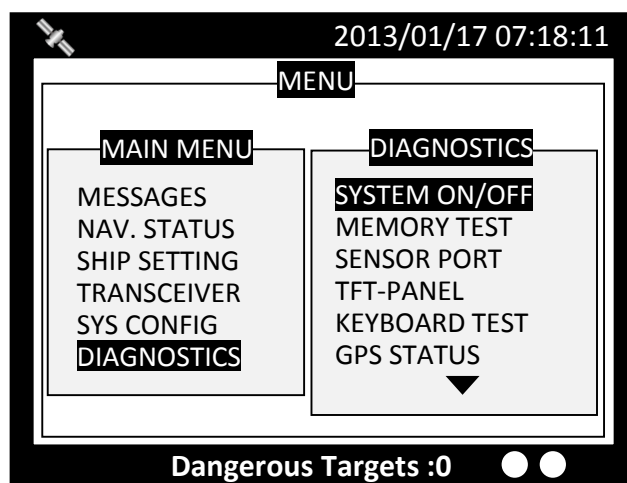 2013/01/17 07:18:11
MENU
MAIN MENU
MESSAGES
NAV. STATUS
SHIP SETTING
TRANSCEIVER
SYS CONFIG
DIAGNOSTICS
DIAGNOSTICS
SYSTEM ON/OFF
MEMORY TEST
SENSOR PORT
TFT-PANEL
KEYBOARD TEST
GPS STATUS
Dangerous Targets :0